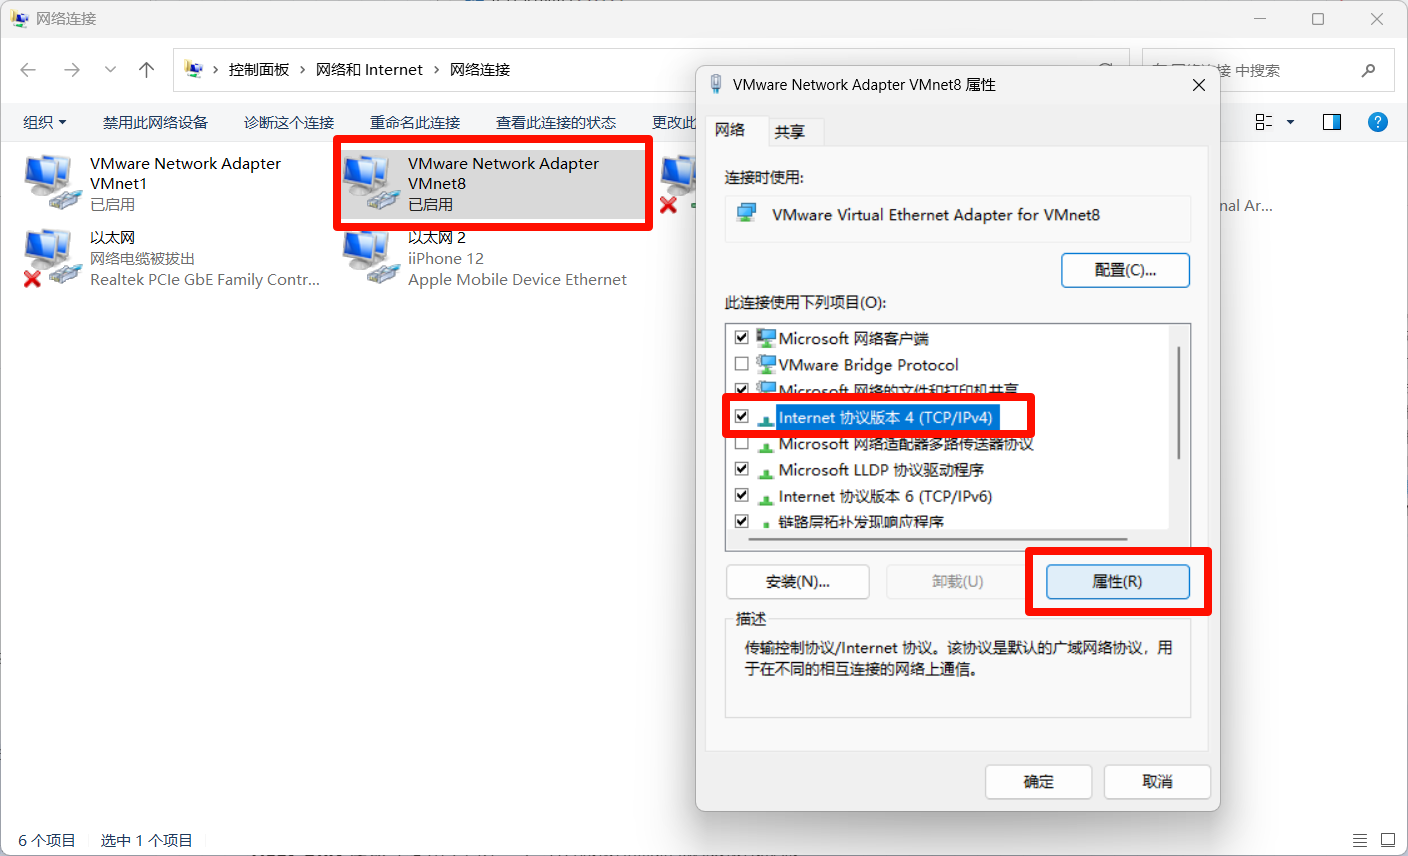 网络连接
控制面板 › 网络和 Internet › 网络连接
中搜索
组织 禁用此网络设备 诊断这个连接 重命名此连接 查看此连接的状态 更改此
VMware Network Adapter
VMnet1
已启用
VMware Network Adapter
VMnet8
已启用
nal Ar...
以太网
网络电缆被拔出
Realtek PCIe GbE Family Contr...
以太网 2
iiPhone 12
Apple Mobile Device Ethernet
VMware Network Adapter VMnet8 属性
网络 共享
连接时使用:
VMware Virtual Ethernet Adapter for VMnet8
配置(C)...
此连接使用下列项目(O):
Microsoft 网络客户端
VMware Bridge Protocol
Microsoft 网络的文件和打印机共享
Internet 协议版本 4 (TCP/IPv4)
Microsoft 网络适配器多路传送器协议
Microsoft LLDP 协议驱动程序
Internet 协议版本 6 (TCP/IPv6)
链路层拓扑发现响应程序
安装(N)... 卸载(U) 属性(R)
描述
传输控制协议/Internet 协议。该协议是默认的广域网络协议，用
于在不同的相互连接的网络上通信。
确定 取消
6 个项目 选中 1 个项目